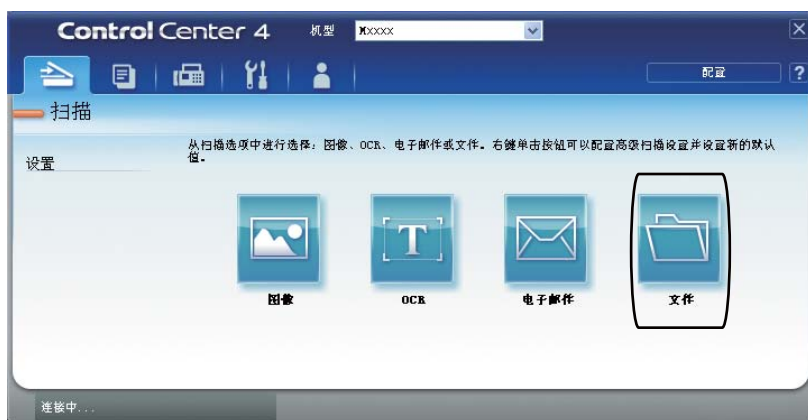 Control Center 4 机型 Xxxxx
配置 ?
扫描
设置
从扫描选项中进行选择：图像、OCR、电子邮件或文件。右键单击按钮可以配置高级扫描设置并设置新的默认
值。
T
图像 OCR 电子邮件 文件
连接中...